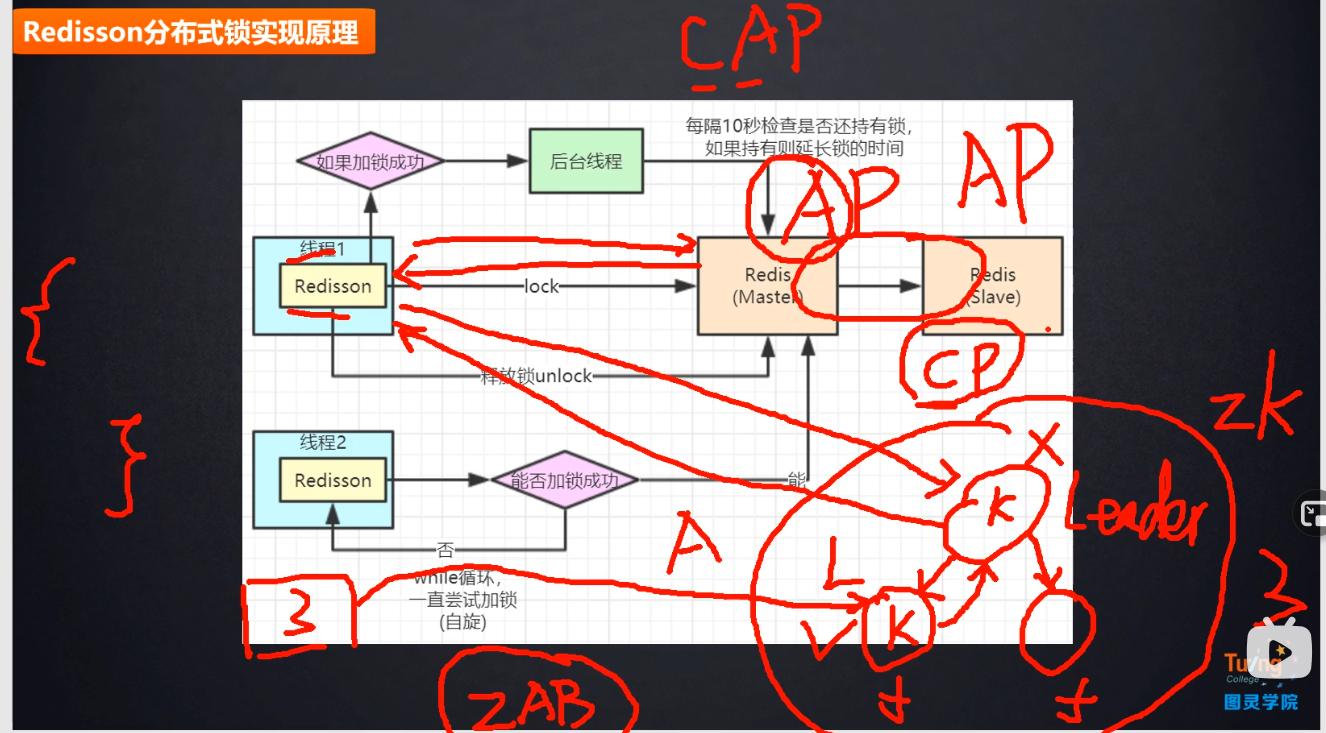 Redisson分布式锁实现原理
CAP
每隔10秒检查是否还持有锁,
如果持有则延长锁的时间
如果加锁成功
后台线程
AP
AP
线程1
Redisson
lock
Redis
(Master)
Redis
(Slave)
CP
释放锁unlock
zk
线程2
Redisson
能否加锁成功
能
X
K
Leader
否
while循环,
一直尝试加锁
(自旋)
A
L
K
3
3
ZAB
f
f
Tuling
College
图灵学院